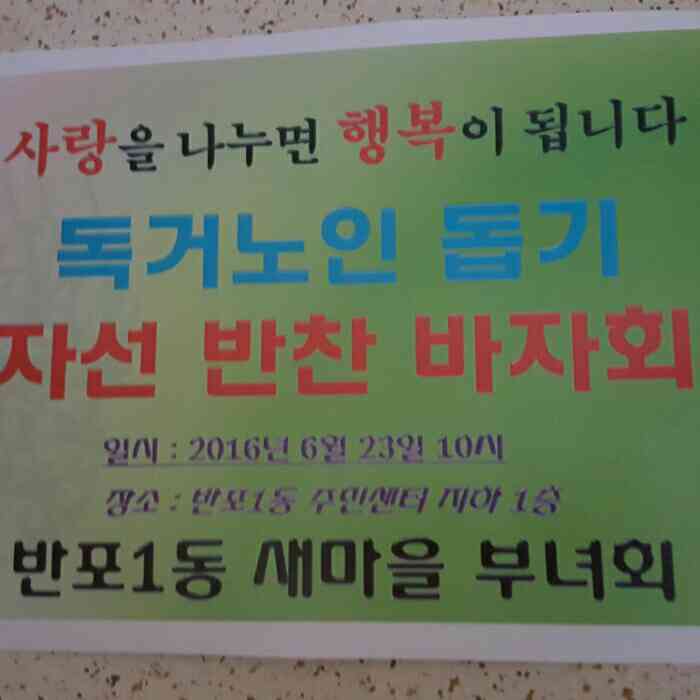 사랑을 나누면 행복이 됩니다
독거노인 돕기
자선 반찬 바자회
일시 : 2016년 6월 23일 10시
장소 : 반포1동 주민센터 지하 1층
반포1동 새마을 부녀회